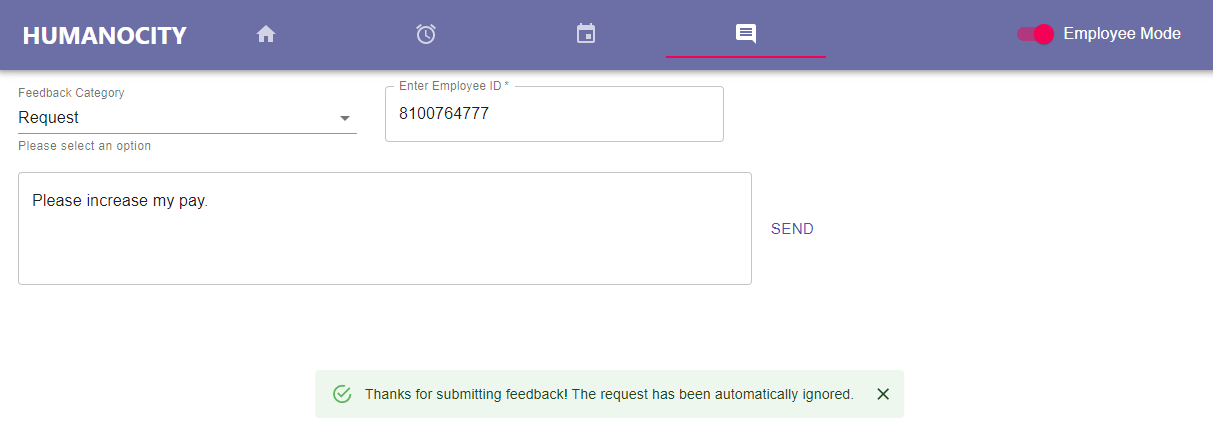 HUMANOCITY
Employee Mode
Feedback Category
Request
Please select an option
Enter Employee ID *
8100764777
Please increase my pay.
SEND
Thanks for submitting feedback! The request has been automatically ignored.